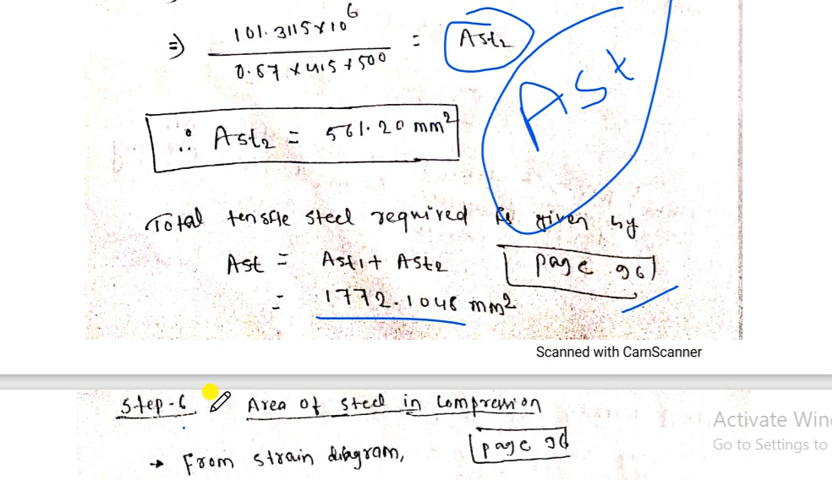 ⇒ 101.3115×10⁶ / 0.87 × 415 × 500 = Ast₂
Ast
∴ Ast₂ = 561.20 mm²
Total tensile steel required is given by
Ast = Ast₁ + Ast₂ page 96
= 1772.1048 mm²
Scanned with CamScanner
Step-6 Area of steel in compression
→ From strain diagram, page 96
Activate Win
Go to Settings to